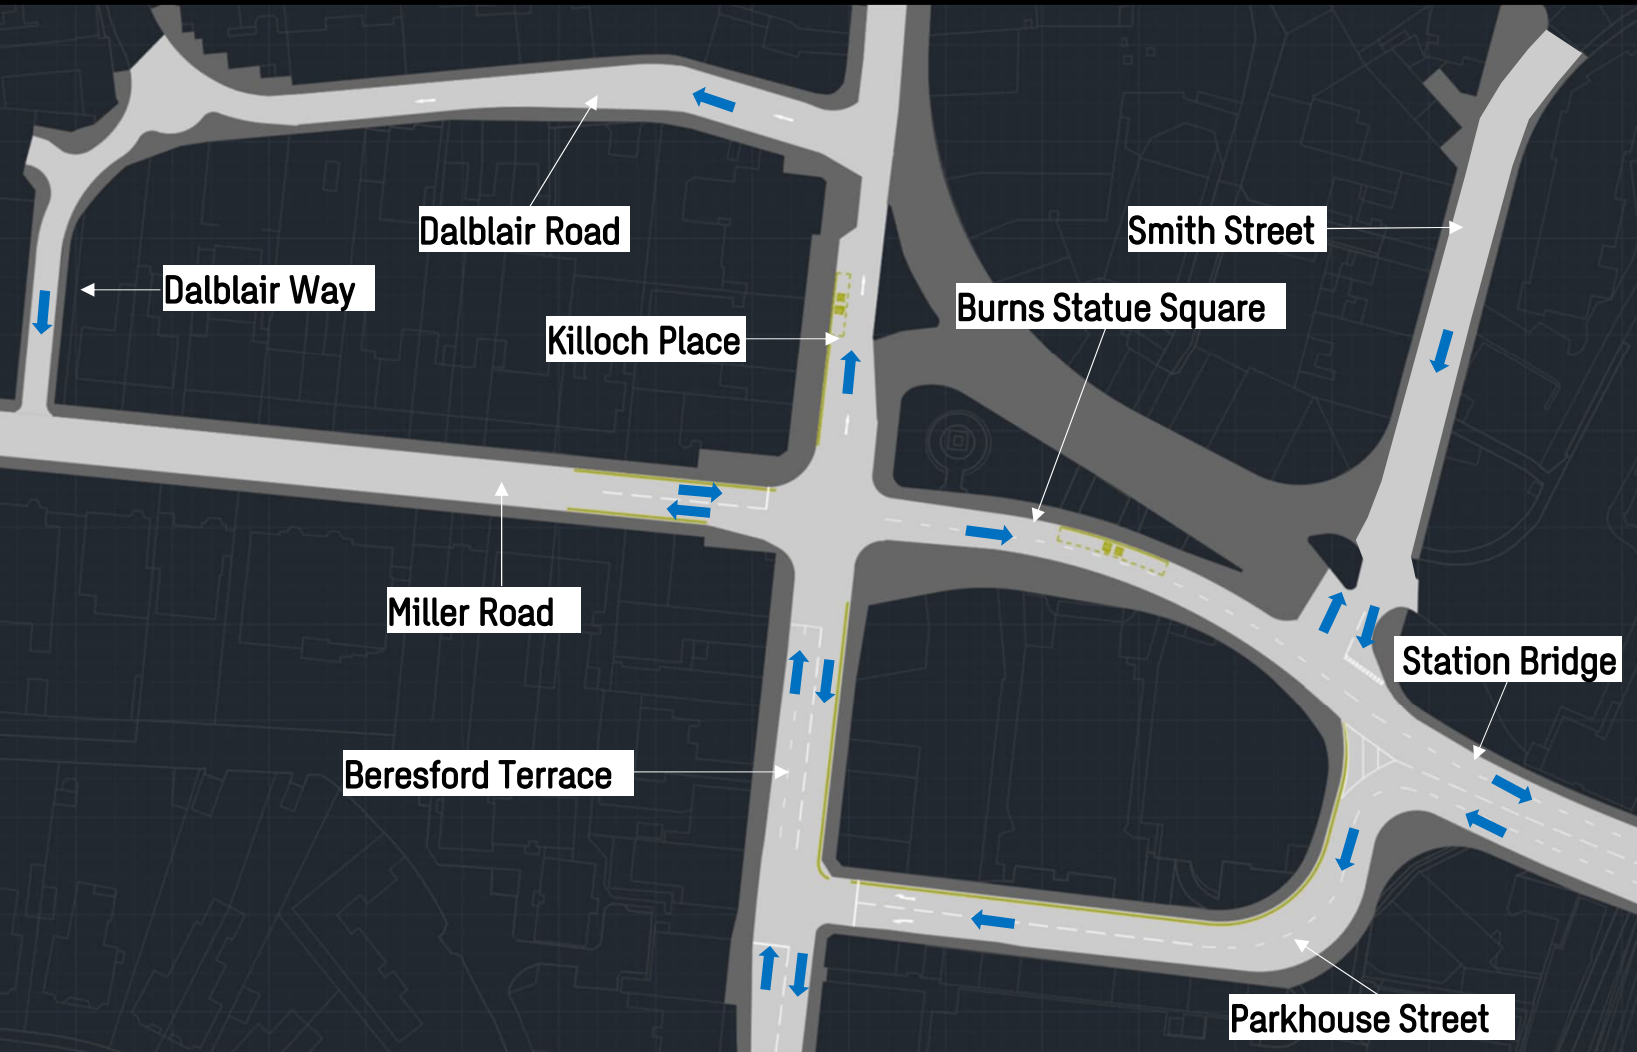 Dalblair Road
Smith Street
Dalblair Way
Burns Statue Square
Killoch Place
Miller Road
Station Bridge
Beresford Terrace
Parkhouse Street